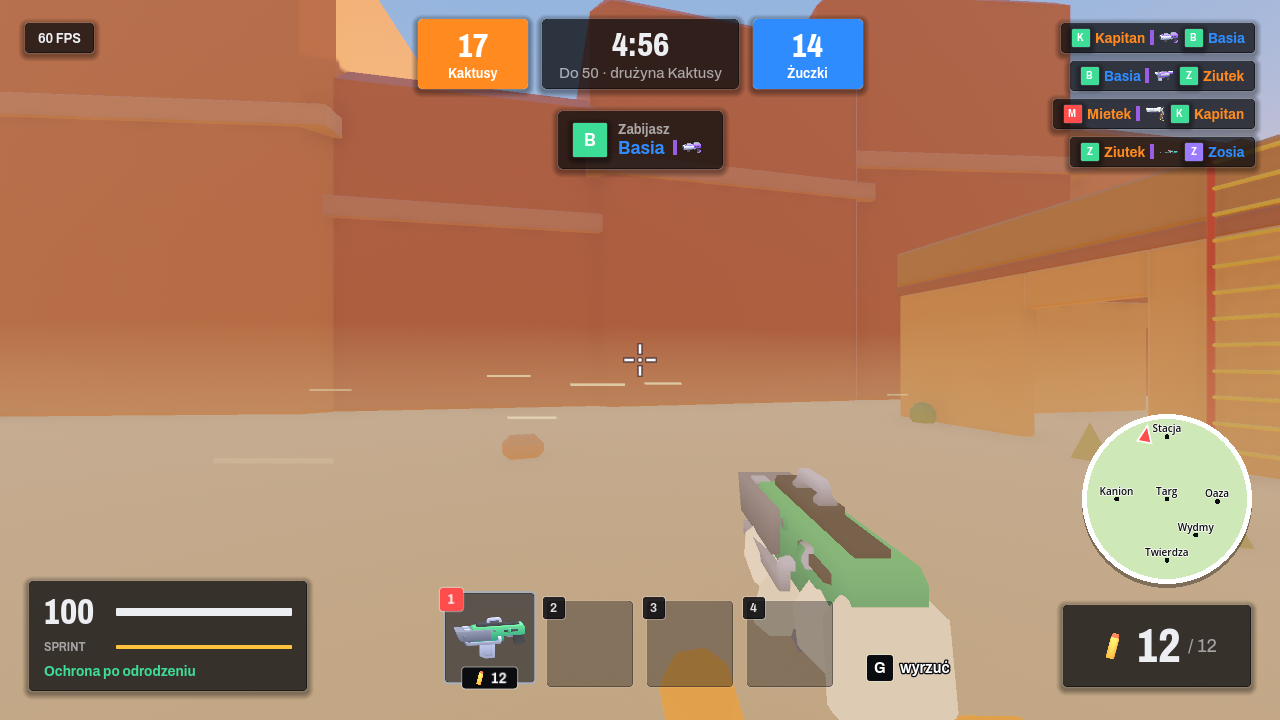 60 FPS
17
Kaktusy
4:56
Do 50 · drużyna Kaktusy
14
Żuczki
B
Zabijasz
Basia
K Kapitan B Basia
B Basia Z Ziutek
M Mietek K Kapitan
Z Ziutek Z Zosia
Stacja
Kanion
Targ
Oaza
Wydmy
Twierdza
100
SPRINT
Ochrona po odrodzeniu
1
12
2
3
4
G wyrzuć
12 / 12